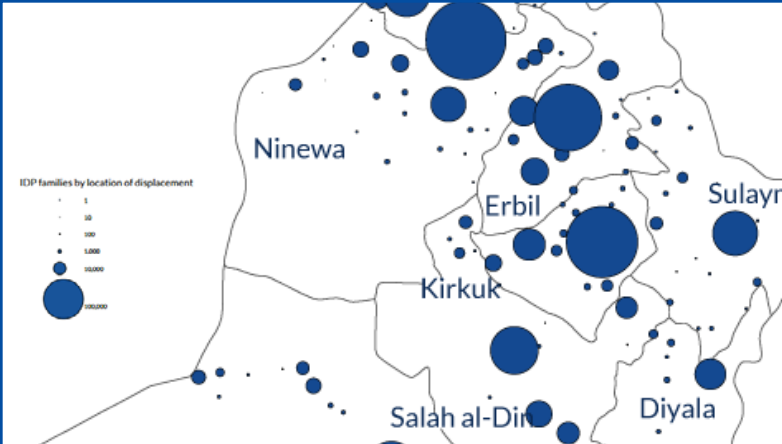 Ninewa
IDP families by location of displacement
1
10
100
1,000
10,000
100,000
Erbil
Sulayn
Kirkuk
Salah al-Din
Diyala